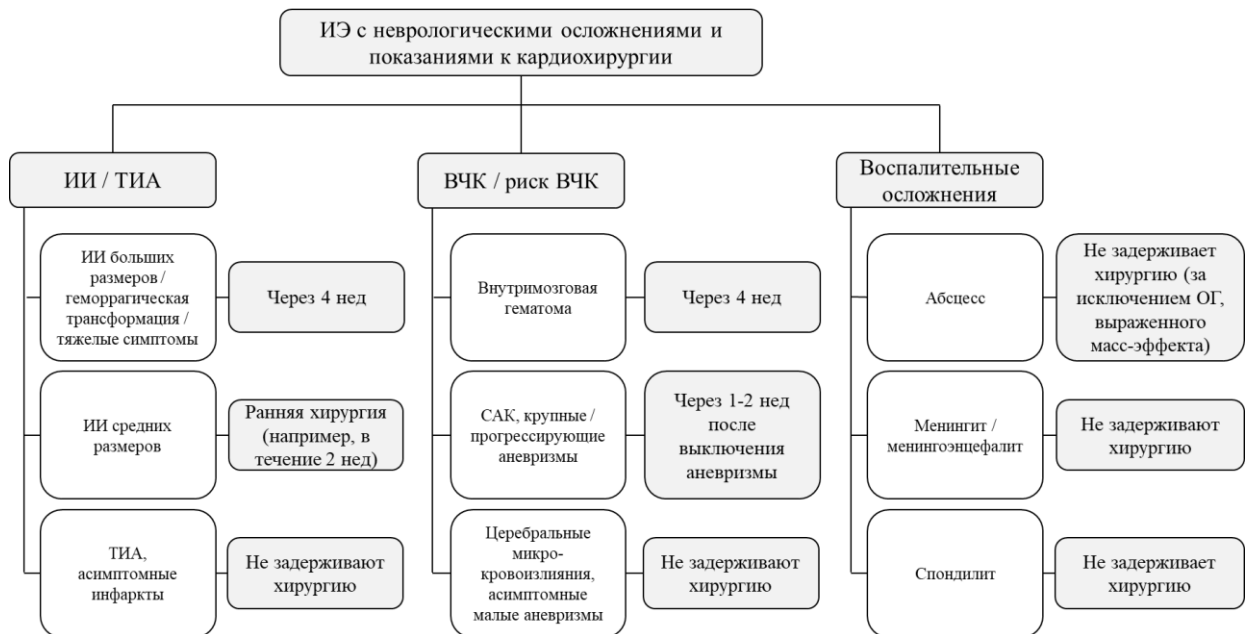 ИЭ с неврологическими осложнениями и
показаниями к кардиохирургии
ИИ / ТИА
ИИ больших
размеров /
геморрагическая
трансформация /
тяжелые симптомы
Через 4 нед
ИИ средних
размеров
Ранняя хирургия
(например, в
течение 2 нед)
ТИА,
асимптомные
инфаркты
Не задерживают
хирургию
ВЧК / риск ВЧК
Внутримозговая
гематома
Через 4 нед
САК, крупные /
прогрессирующие
аневризмы
Через 1-2 нед
после
выключения
аневризмы
Церебральные
микро-
кровоизлияния,
асимптомные
малые аневризмы
Не задерживают
хирургию
Воспалительные
осложнения
Абсцесс
Не задерживает
хирургию (за
исключением ОГ,
выраженного
масс-эффекта)
Менингит /
менингоэнцефалит
Не задерживают
хирургию
Спондилит
Не задерживает
хирургию